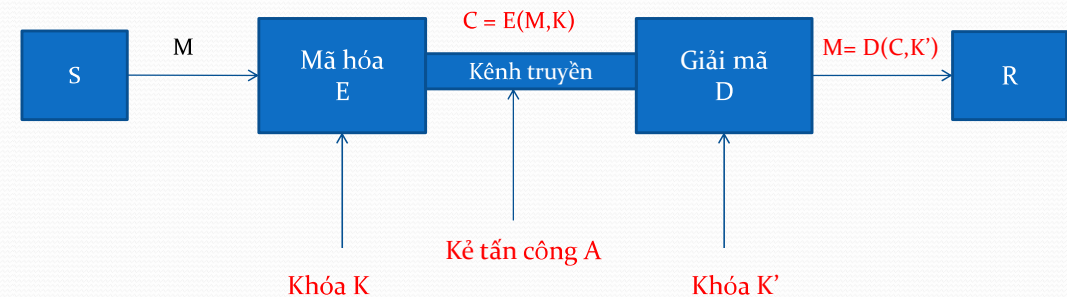 C = E(M,K)
S
M
Mã hóa
E
Kênh truyền
Giải mã
D
M= D(C,K’)
R
Kẻ tấn công A
Khóa K
Khóa K’